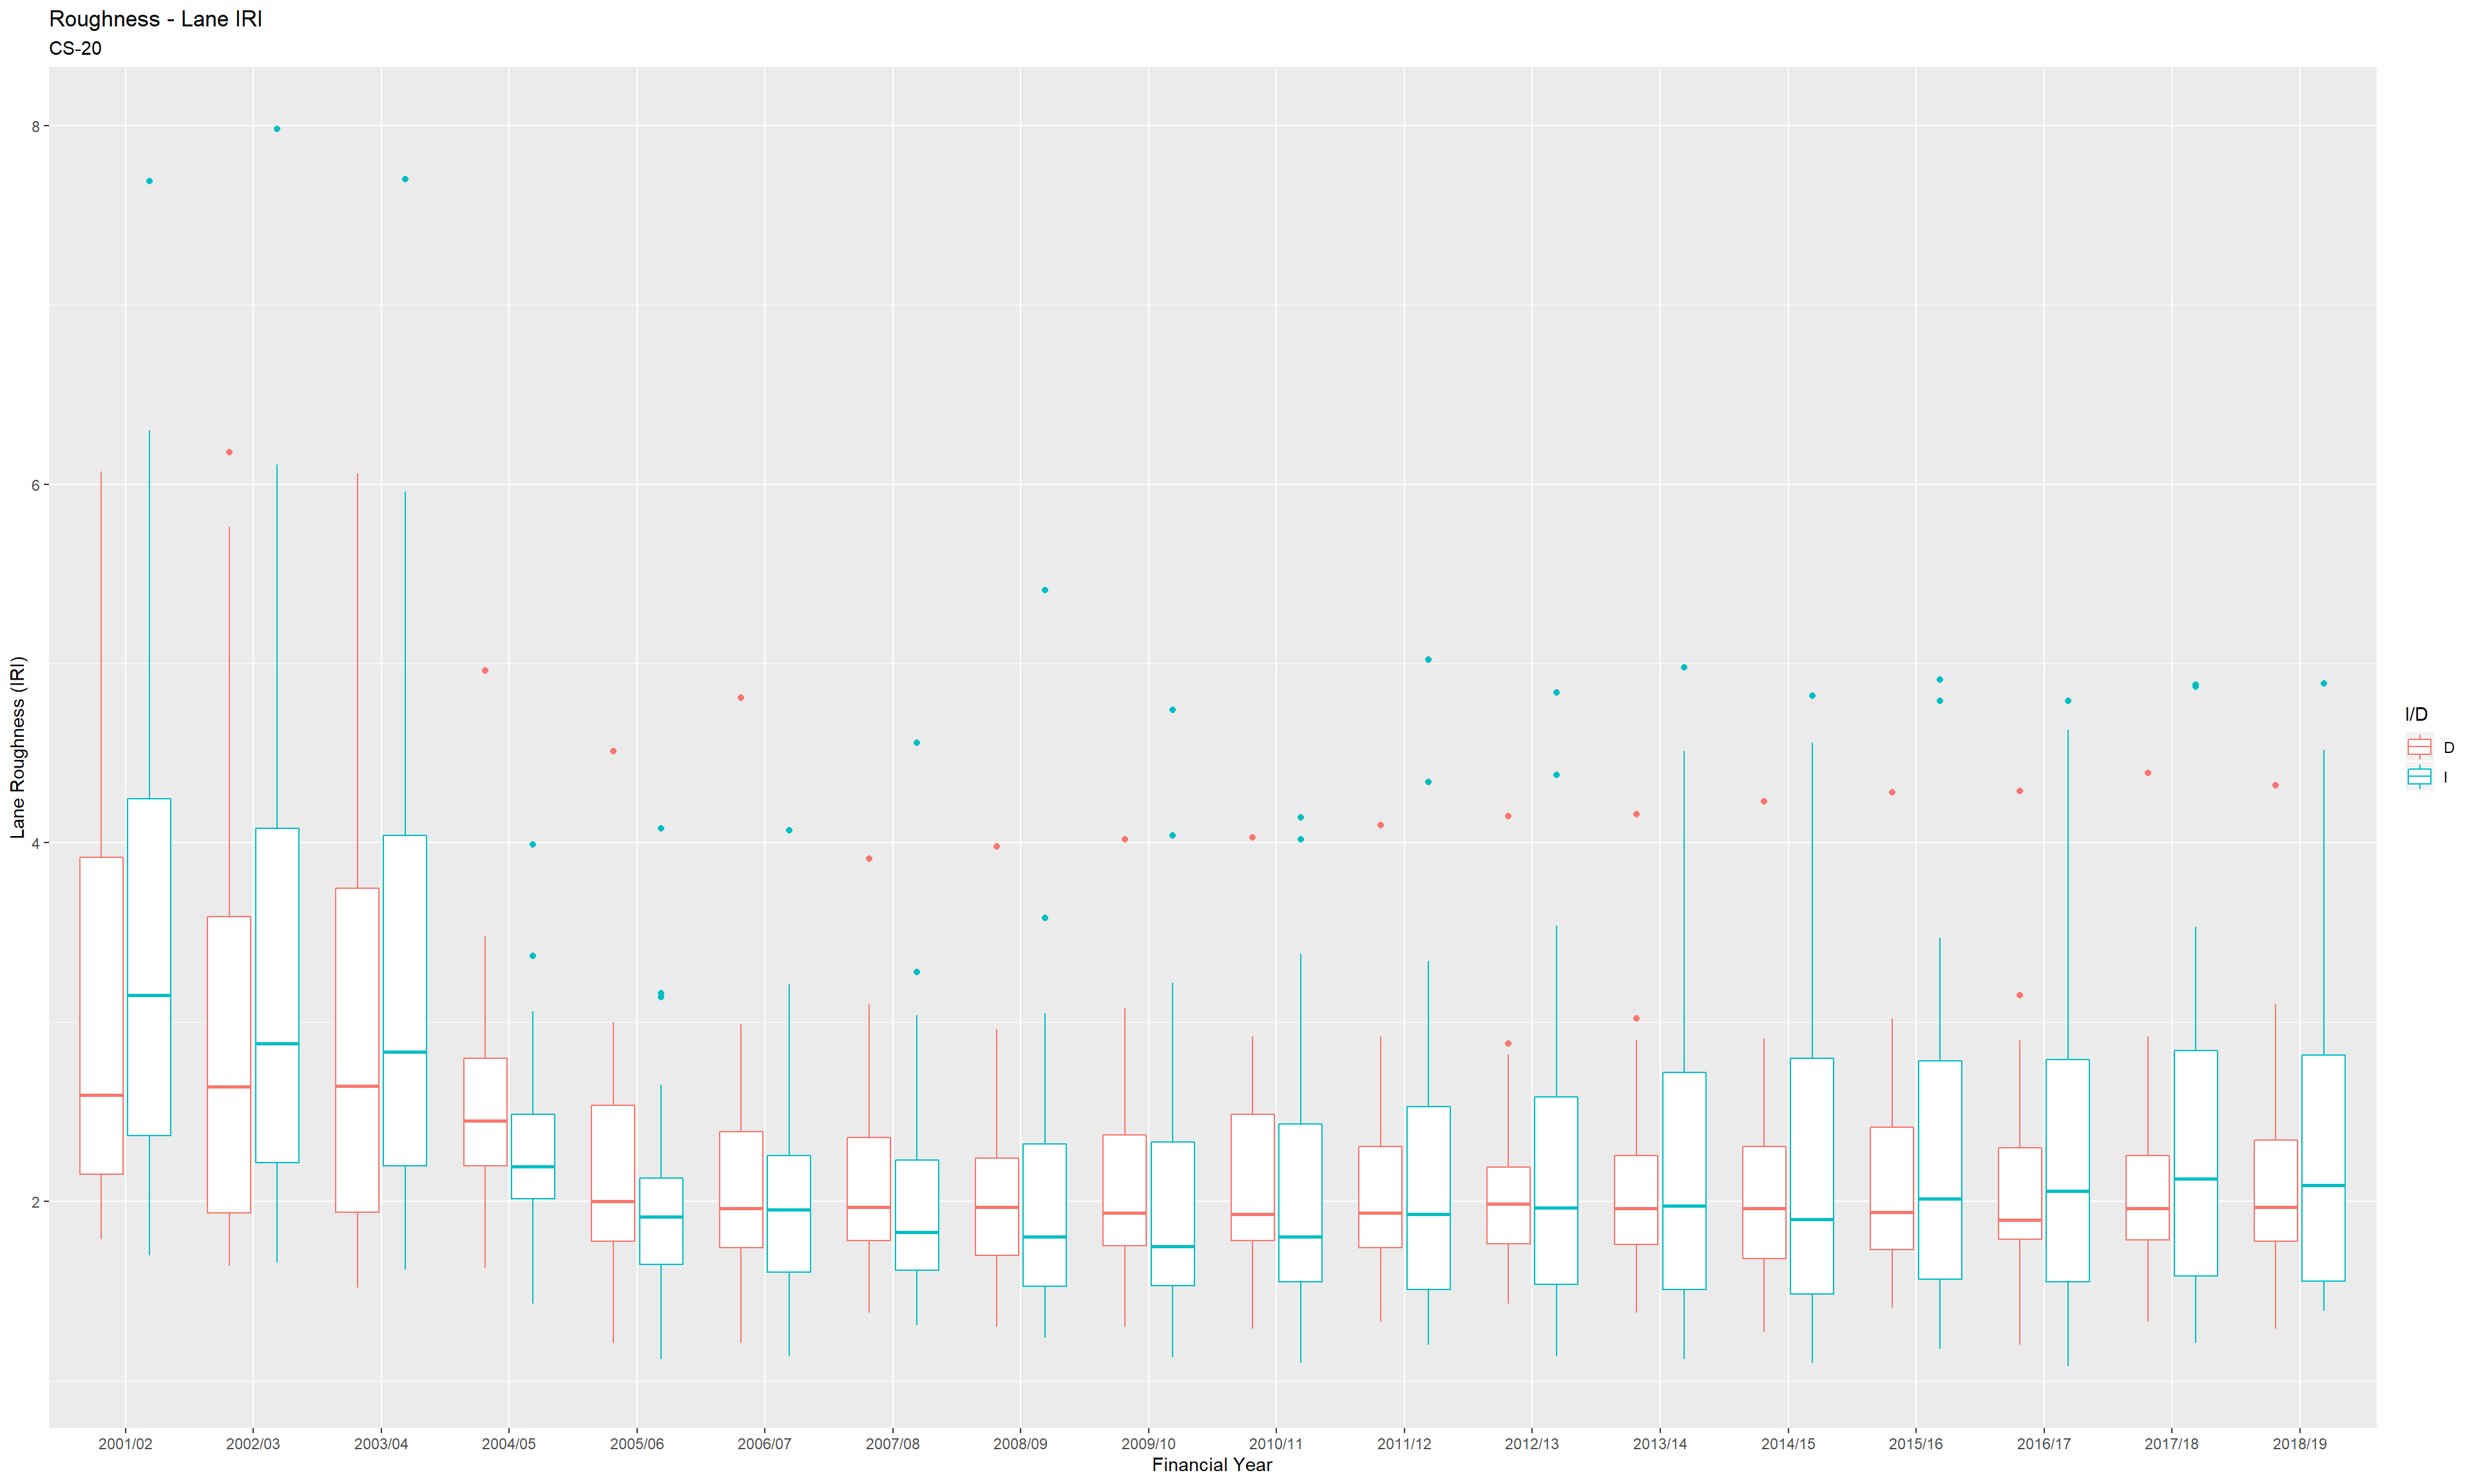 Roughness - Lane IRI
CS-20
8
6
4
2
Lane Roughness (IRI)
2001/02 2002/03 2003/04 2004/05 2005/06 2006/07 2007/08 2008/09 2009/10 2010/11 2011/12 2012/13 2013/14 2014/15 2015/16 2016/17 2017/18 2018/19
Financial Year
I/D
D
I